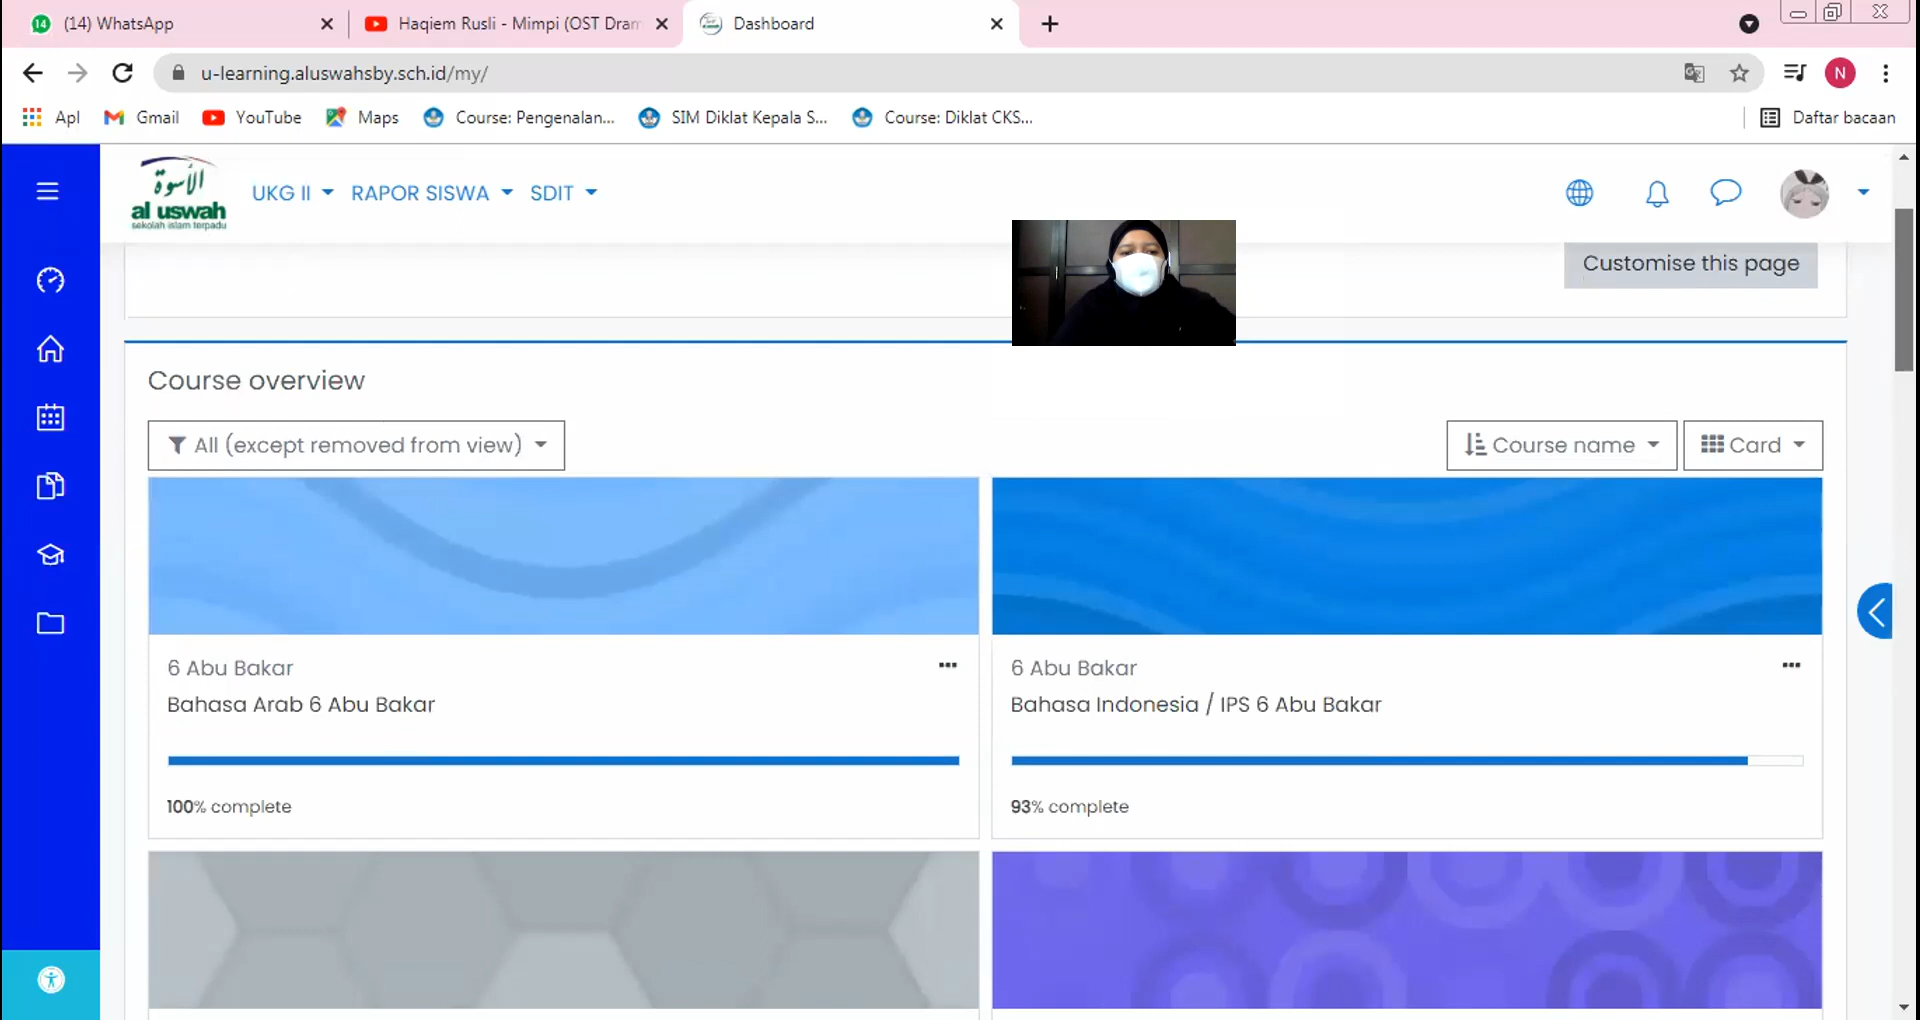 14 (14) WhatsApp
Haqiem Rusli - Mimpi (OST Dram
Dashboard
u-learning.aluswahsby.sch.id/my/
N
Apl
Gmail
YouTube
Maps
Course: Pengenalan...
SIM Diklat Kepala S...
Course: Diklat CKS...
Daftar bacaan
الأسوة
al uswah
sekolah islam terpadu
UKG II
RAPOR SISWA
SDIT
Customise this page
Course overview
All (except removed from view)
Course name
Card
6 Abu Bakar
Bahasa Arab 6 Abu Bakar
100% complete
6 Abu Bakar
Bahasa Indonesia / IPS 6 Abu Bakar
93% complete